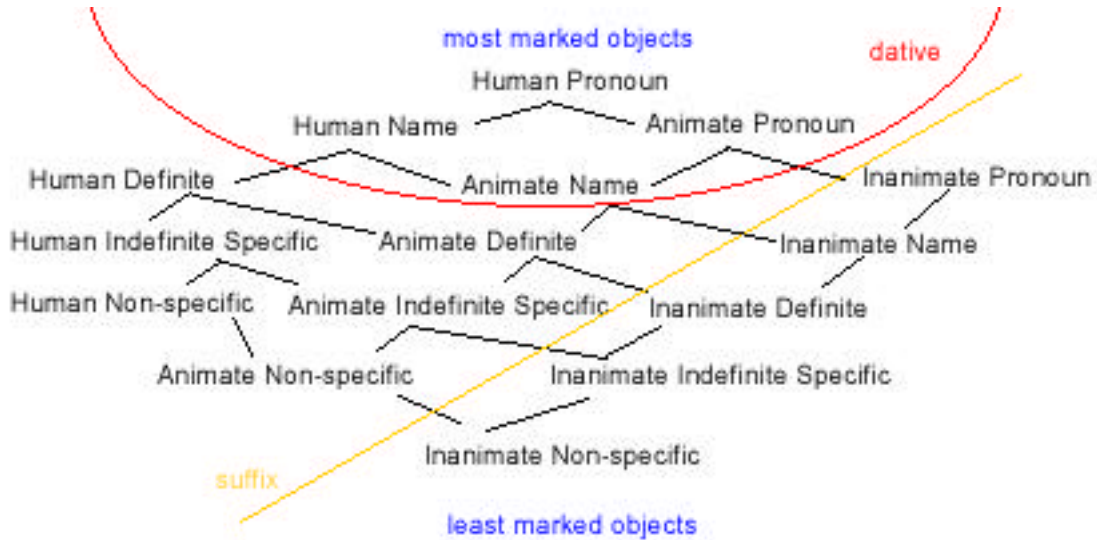 most marked objects
dative
Human Pronoun
Human Name
Animate Pronoun
Human Definite
Animate Name
Inanimate Pronoun
Human Indefinite Specific
Animate Definite
Inanimate Name
Human Non-specific
Animate Indefinite Specific
Inanimate Definite
Animate Non-specific
Inanimate Indefinite Specific
Inanimate Non-specific
suffix
least marked objects